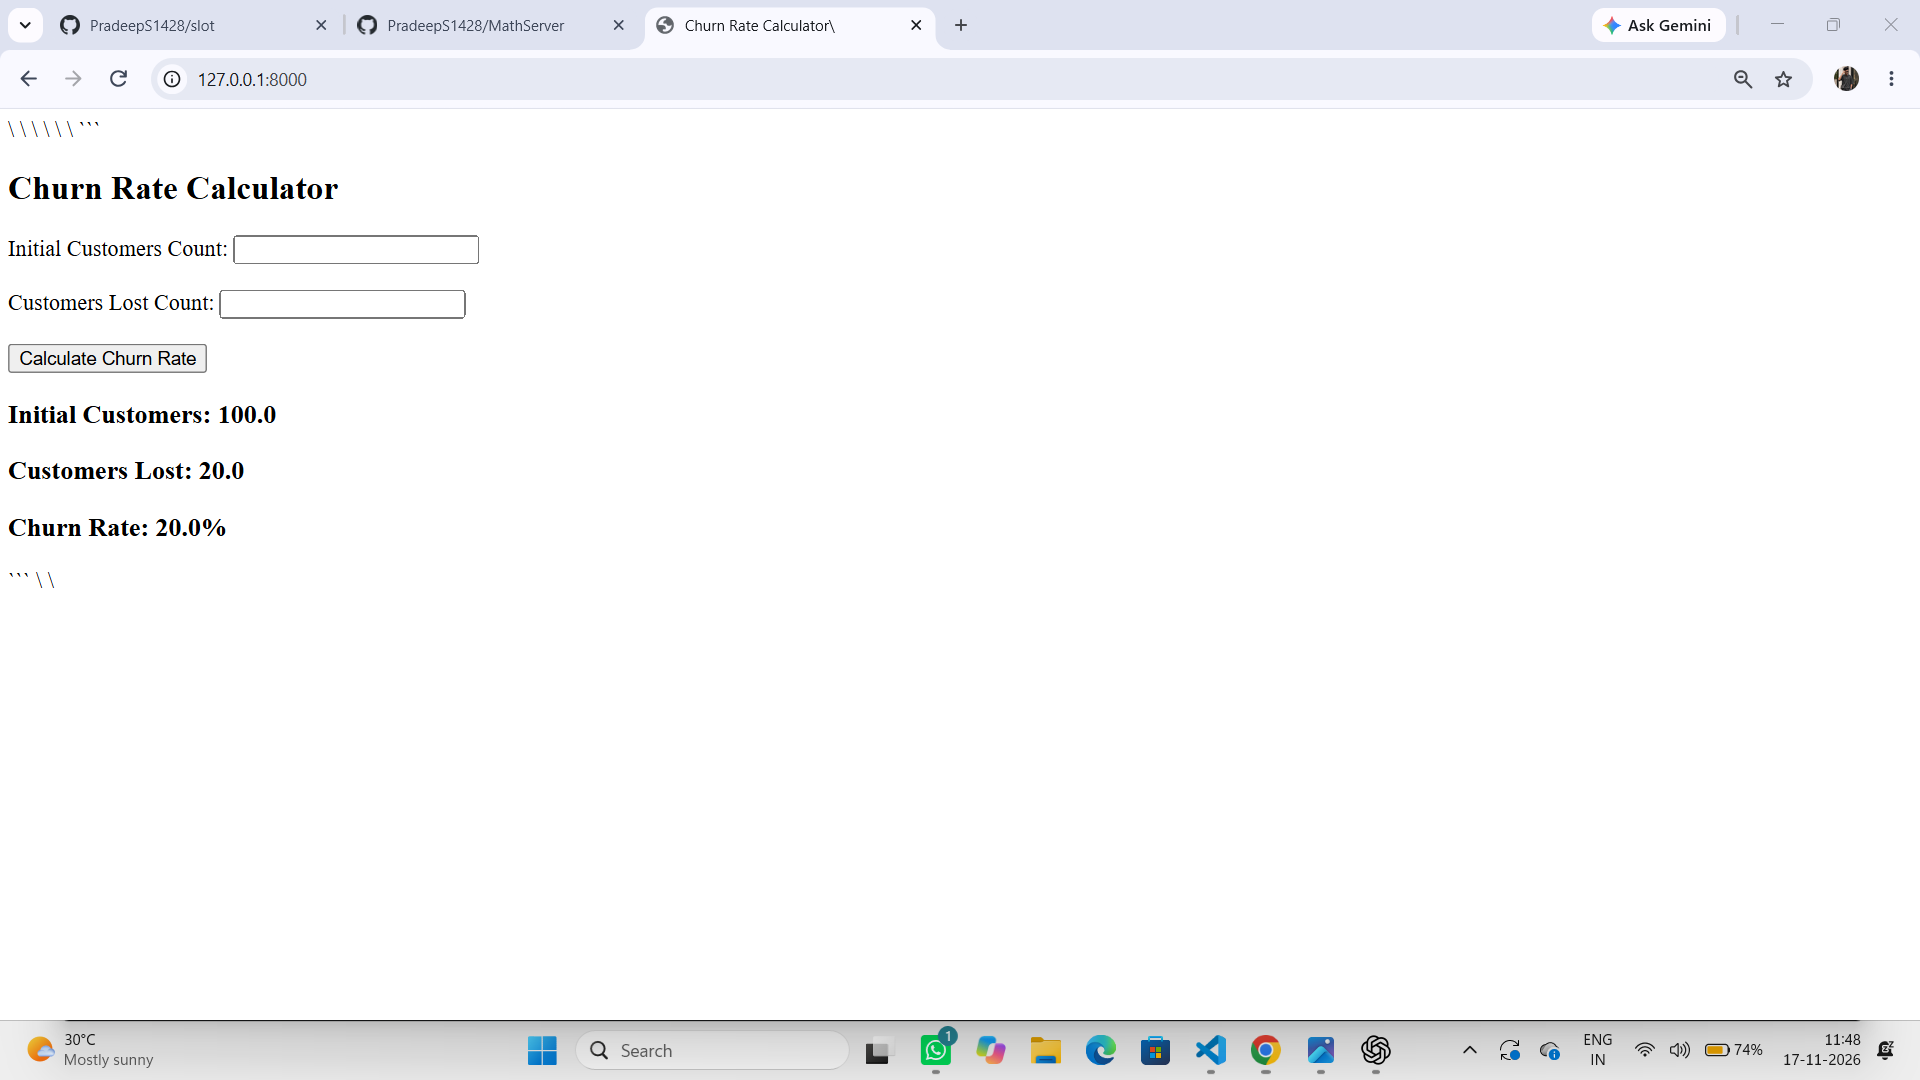 PradeepS1428/slot
PradeepS1428/MathServer
Churn Rate Calculator\
Ask Gemini
127.0.0.1:8000
\ \ \ \ \ \ ```
Churn Rate Calculator
Initial Customers Count:
Customers Lost Count:
Calculate Churn Rate
Initial Customers: 100.0
Customers Lost: 20.0
Churn Rate: 20.0%
``` \ \
30°C
Mostly sunny
Search
1
ENG
IN
74%
11:48
17-11-2026